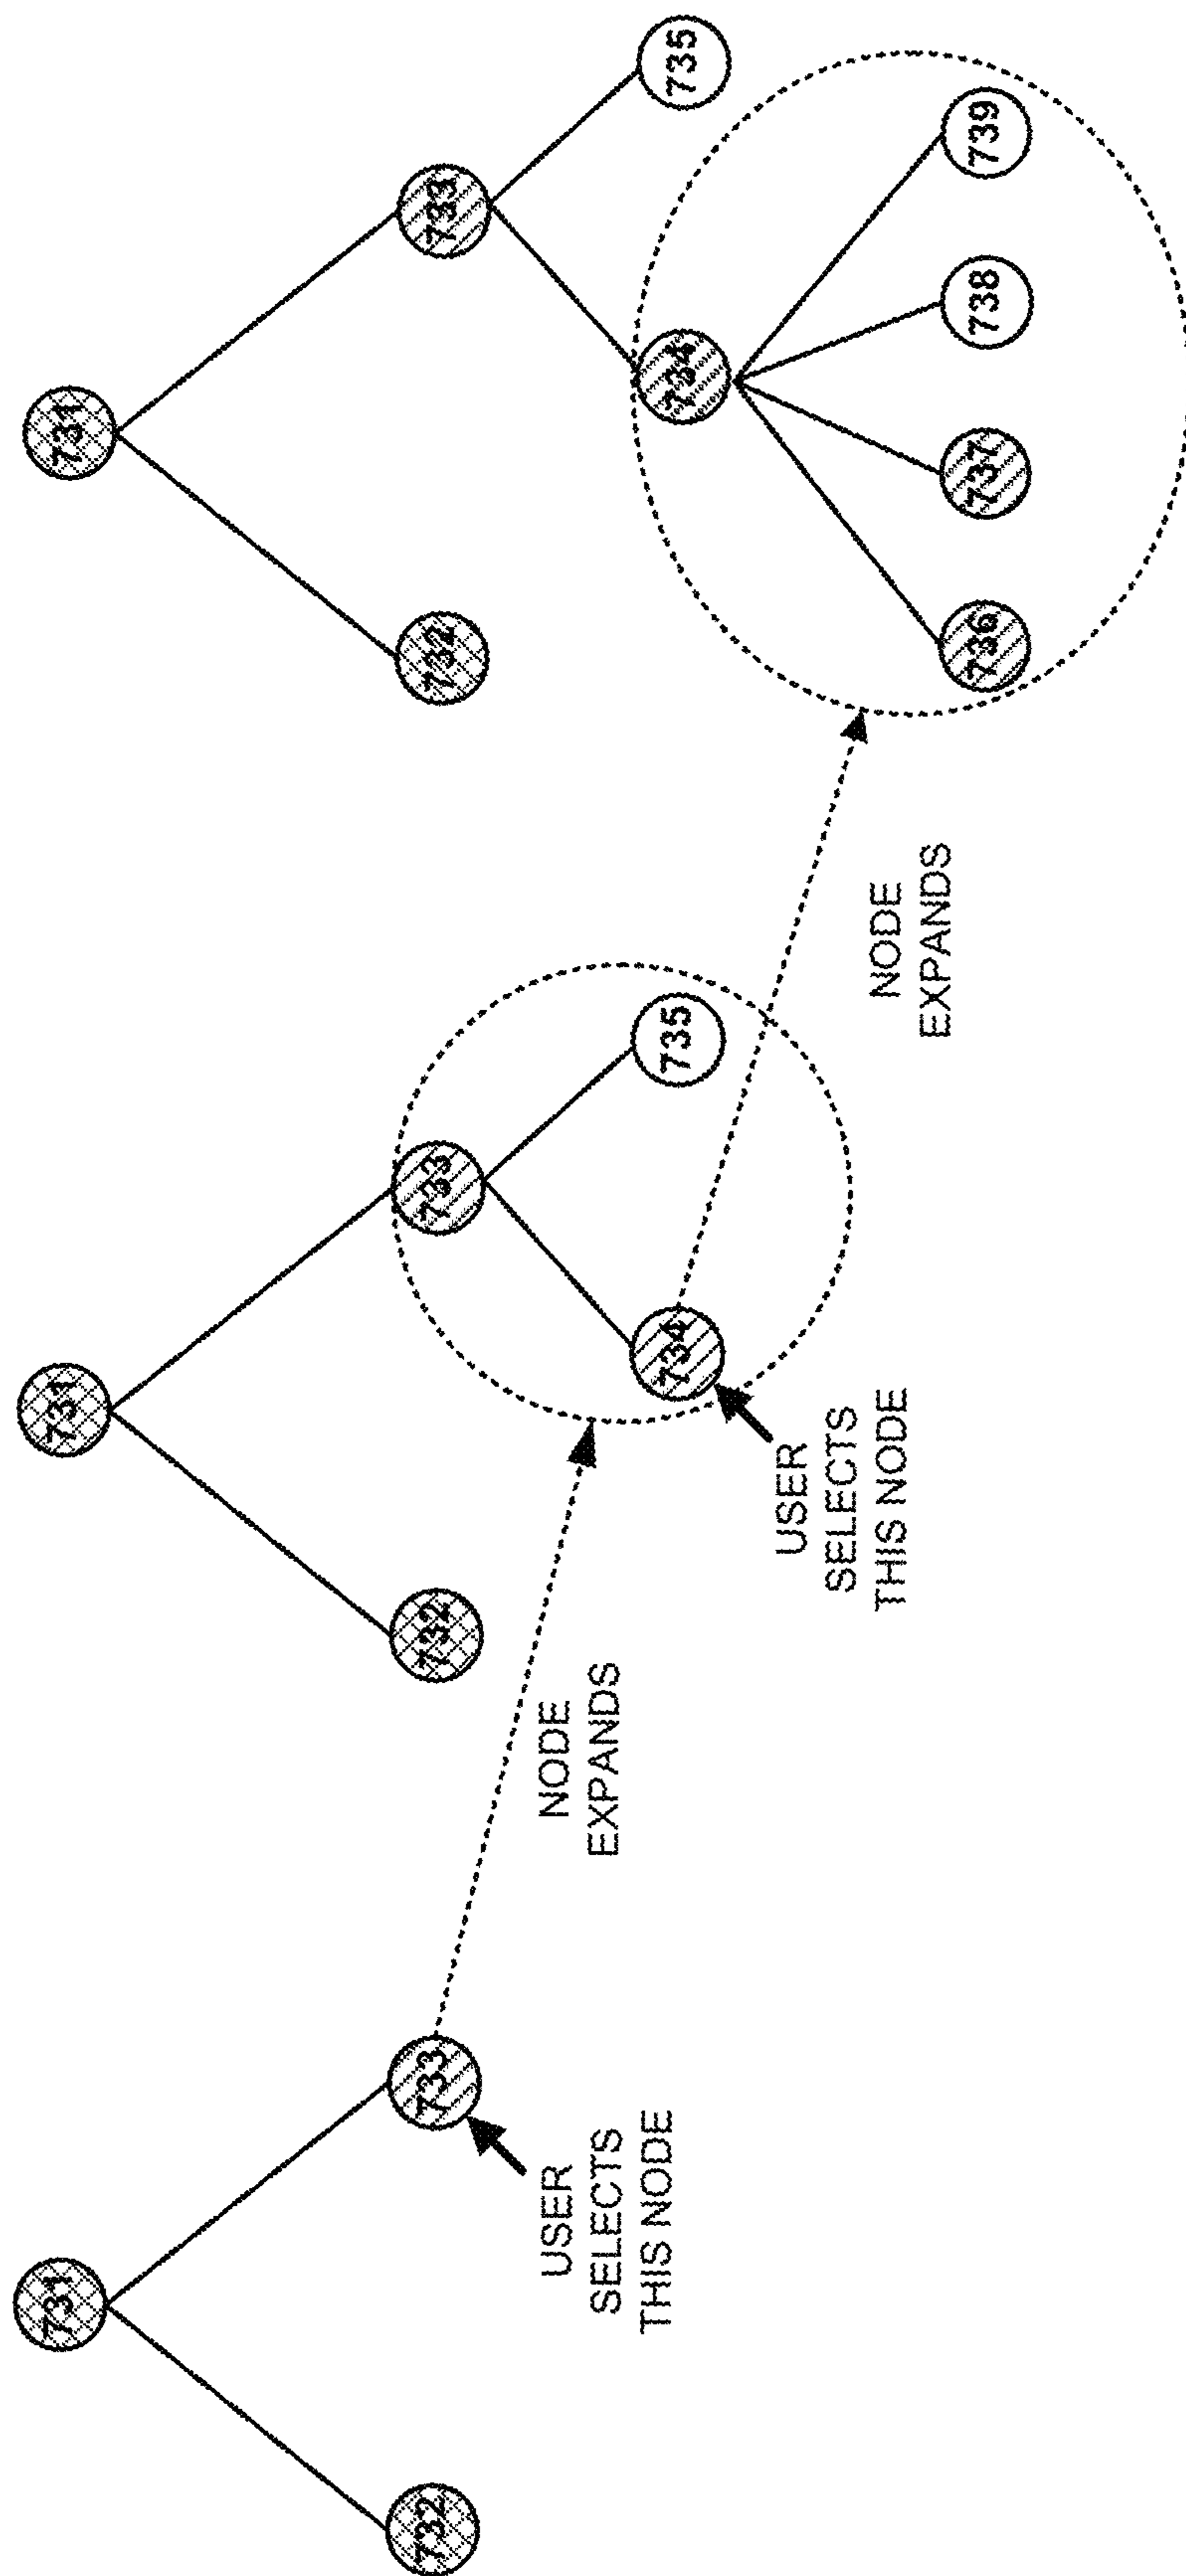 731
732
733
USER
SELECTS
THIS NODE
NODE
EXPANDS
731
732
733
734
735
USER
SELECTS
THIS NODE
NODE
EXPANDS
731
732
733
734
735
736
737
738
739